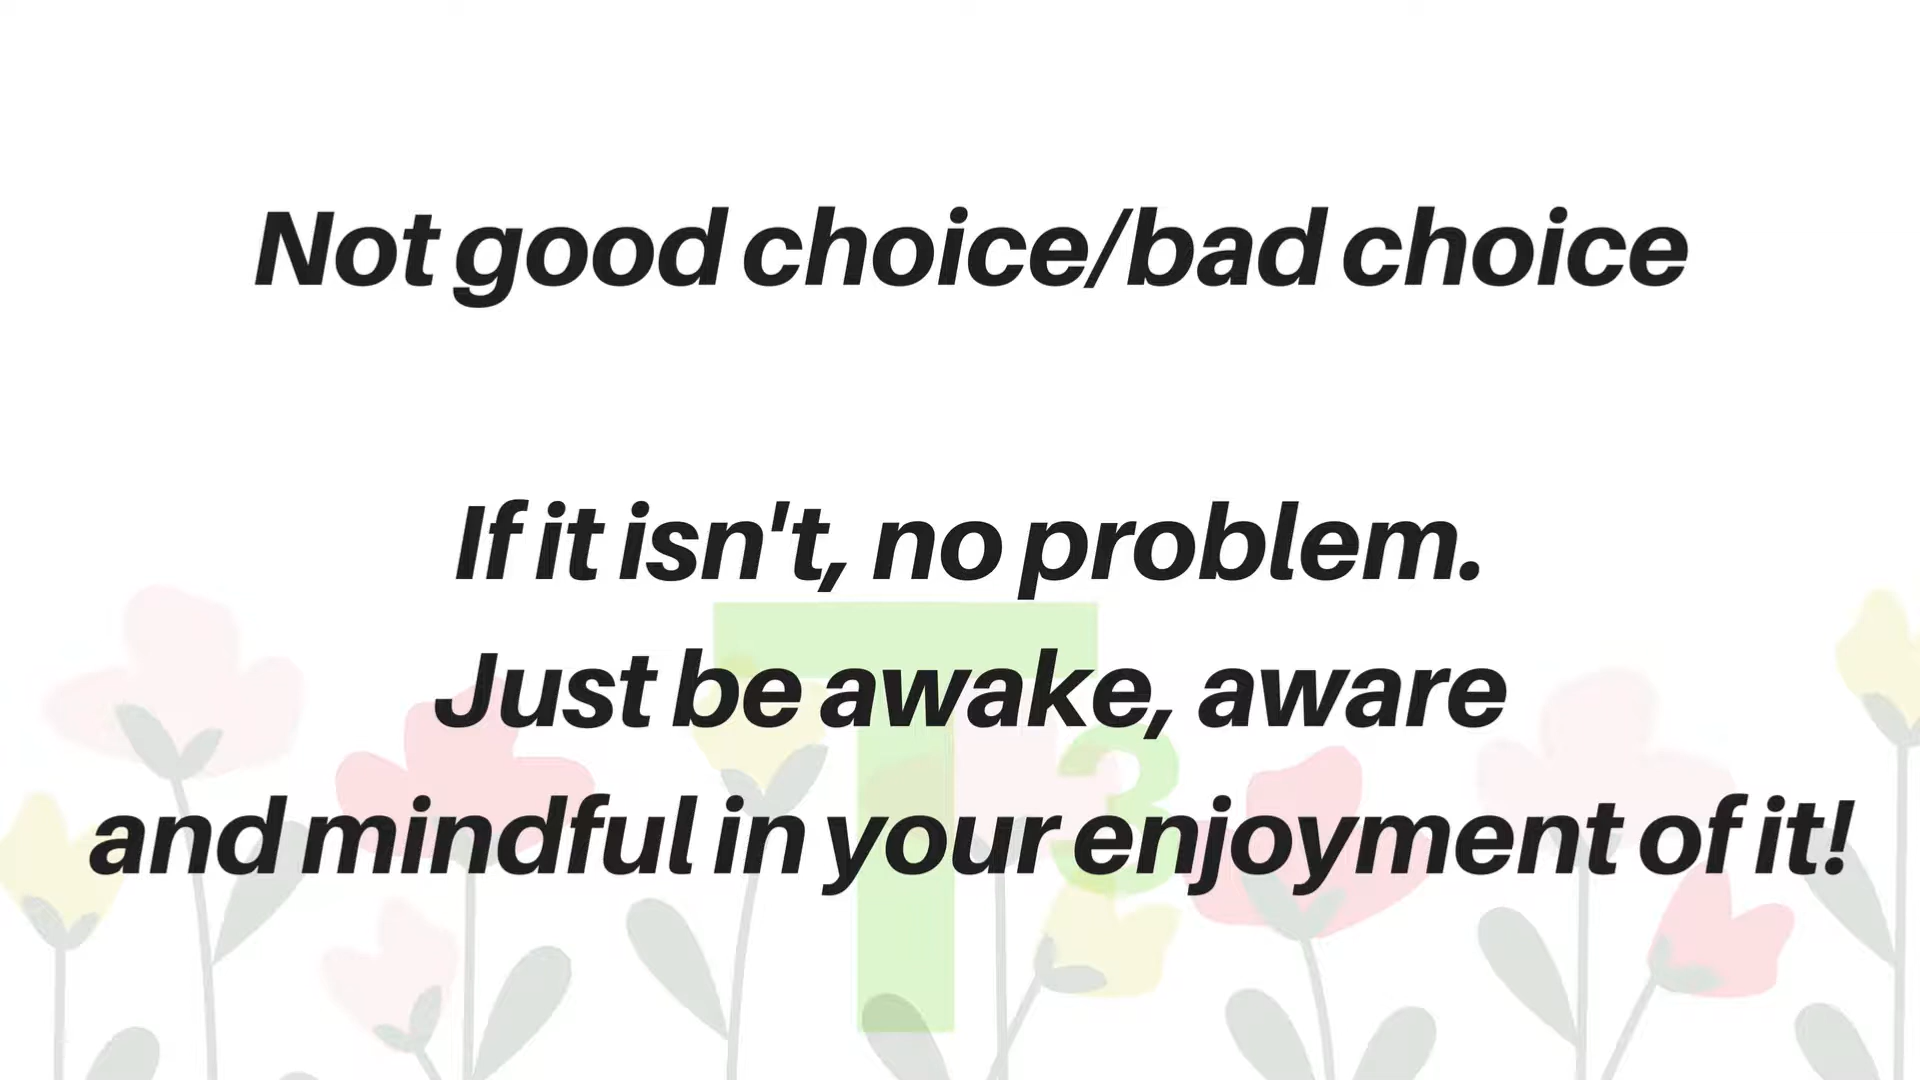 Not good choice/bad choice
If it isn't, no problem.
Just be awake, aware
and mindful in your enjoyment of it!
T3